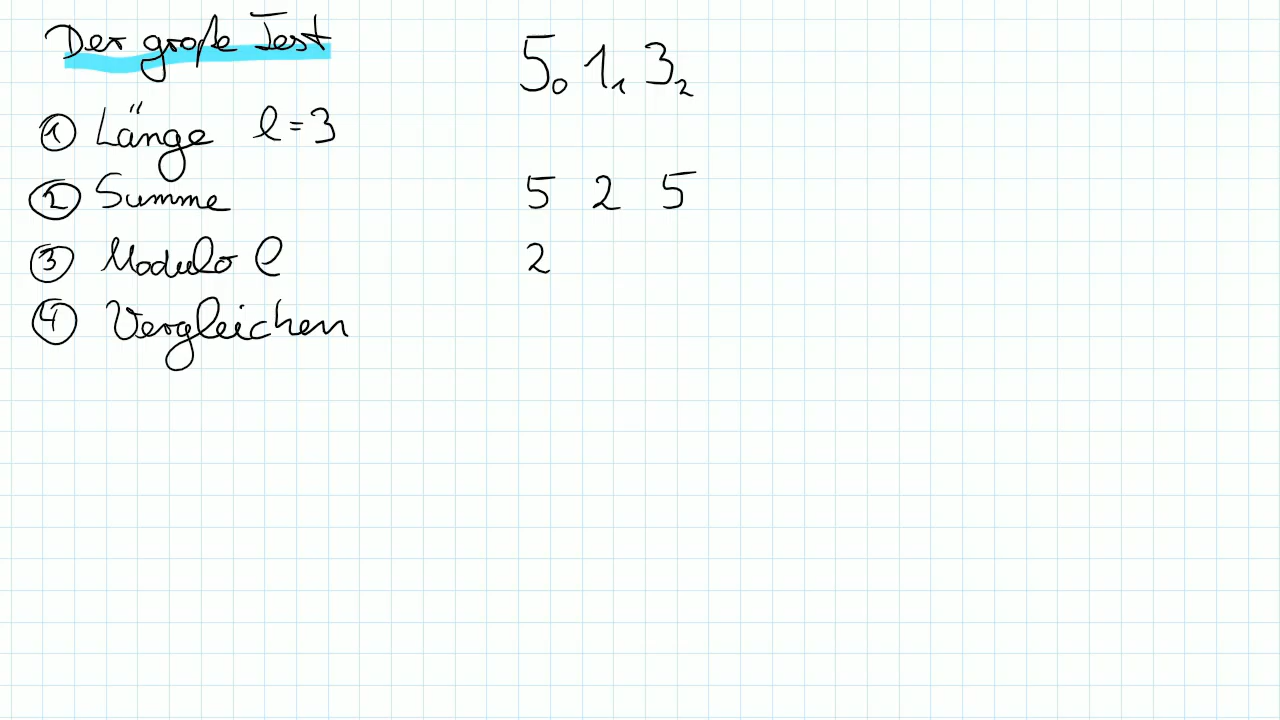 Der große Test
5₀ 1₁ 3₂
① Länge l = 3
② Summe 5 2 5
③ Modulo l 2
④ Vergleichen